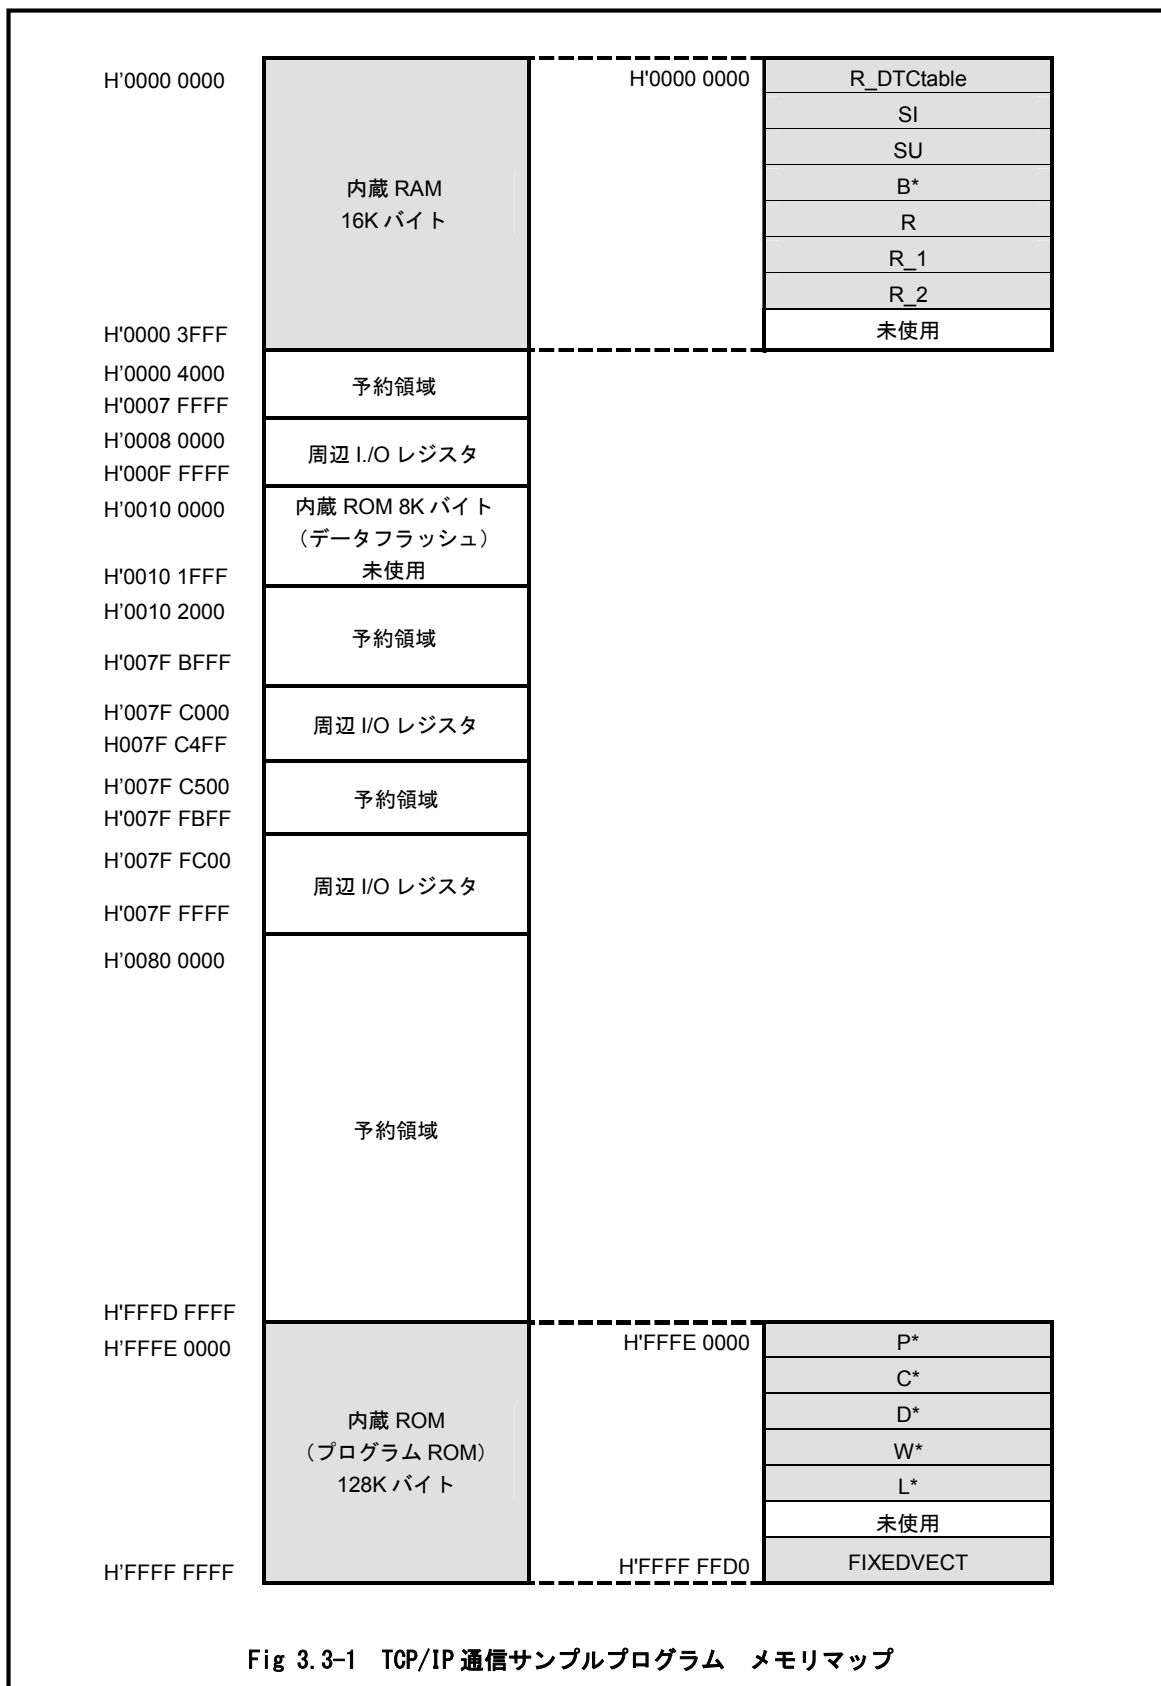 H'0000 0000
内蔵 RAM
16K バイト
H'0000 3FFF
H'0000 0000
R_DTCtable
SI
SU
B*
R
R_1
R_2
未使用
H'0000 4000
予約領域
H'0007 FFFF
H'0008 0000
周辺 I./O レジスタ
H'000F FFFF
H'0010 0000
内蔵 ROM 8K バイト
（データフラッシュ）
未使用
H'0010 1FFF
H'0010 2000
予約領域
H'007F BFFF
H'007F C000
周辺 I/O レジスタ
H007F C4FF
H'007F C500
予約領域
H'007F FBFF
H'007F FC00
周辺 I/O レジスタ
H'007F FFFF
H'0080 0000
予約領域
H'FFFD FFFF
H'FFFE 0000
内蔵 ROM
（プログラム ROM）
128K バイト
H'FFFF FFFF
H'FFFE 0000
P*
C*
D*
W*
L*
未使用
H'FFFF FFD0
FIXEDVECT
Fig 3.3-1　TCP/IP 通信サンプルプログラム　メモリマップ